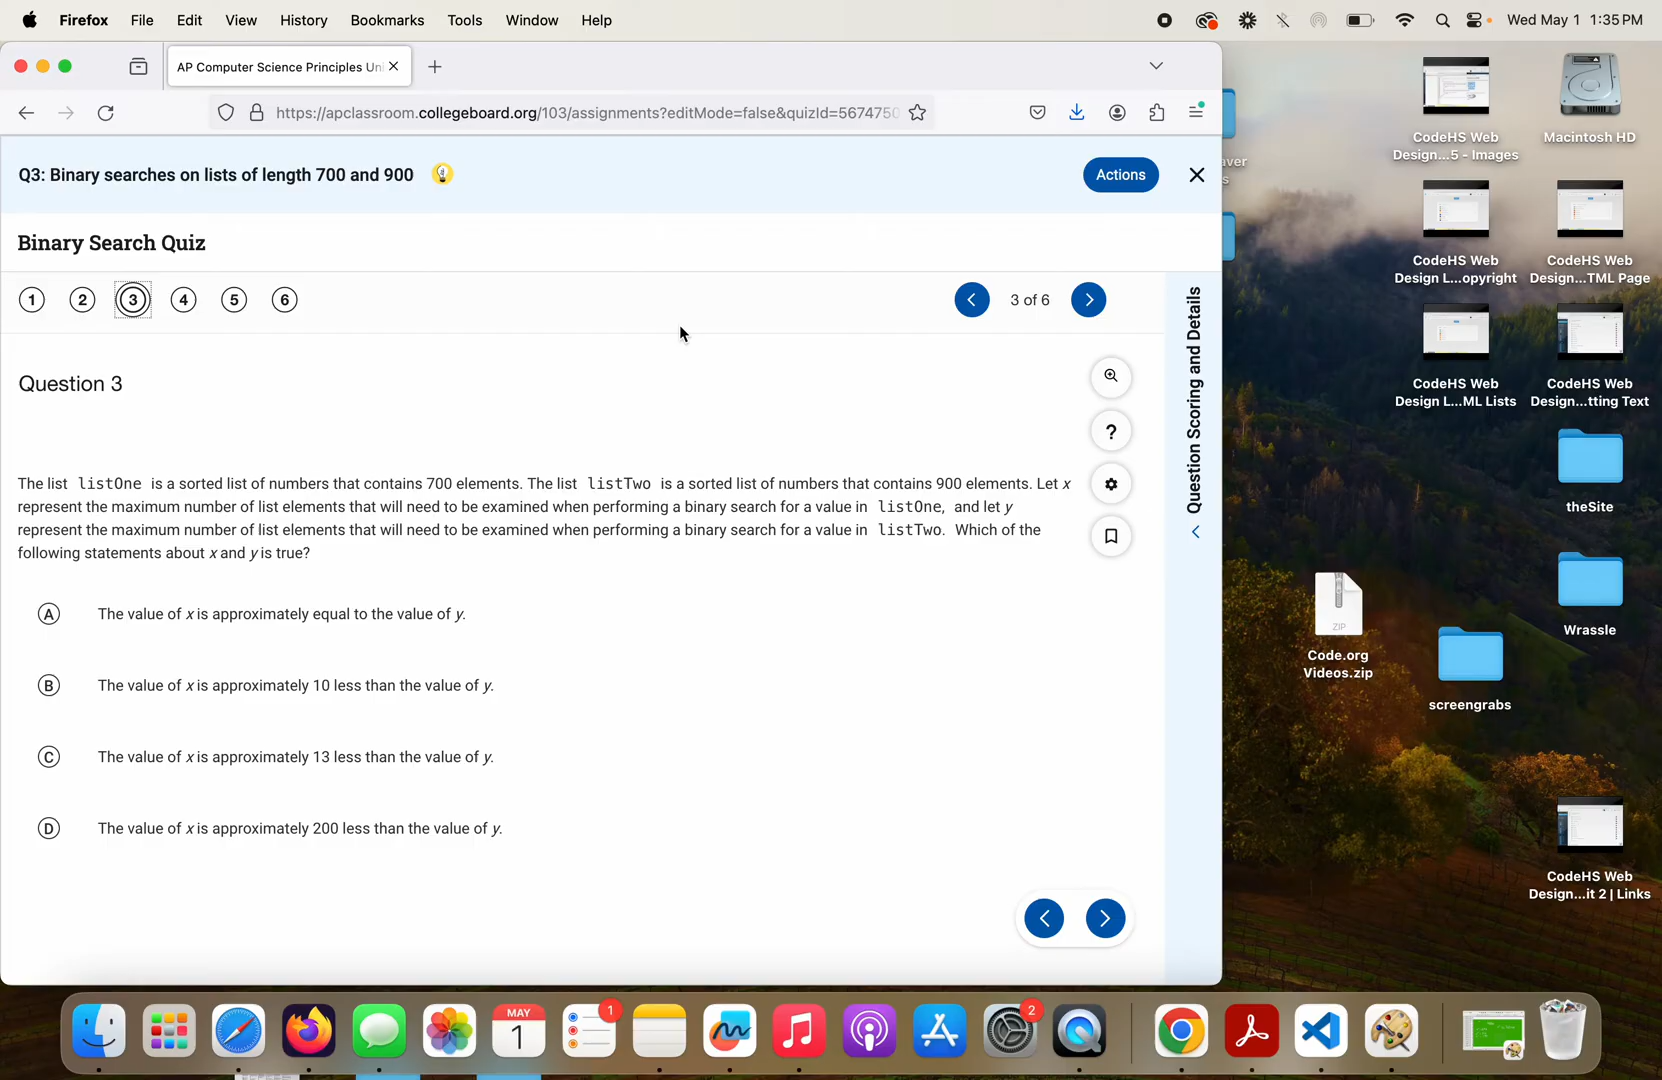 Firefox File Edit View History Bookmarks Tools Window Help Wed May 1 1:35 PM
AP Computer Science Principles Un
https://apclassroom.collegeboard.org/103/assignments?editMode=false&quizId=5674750
Q3: Binary searches on lists of length 700 and 900
Actions
Binary Search Quiz
1 2 3 4 5 6
3 of 6
Question Scoring and Details
Question 3
?
The list listOne is a sorted list of numbers that contains 700 elements. The list listTwo is a sorted list of numbers that contains 900 elements. Let x
represent the maximum number of list elements that will need to be examined when performing a binary search for a value in listOne, and let y
represent the maximum number of list elements that will need to be examined when performing a binary search for a value in listTwo. Which of the
following statements about x and y is true?
A The value of x is approximately equal to the value of y.
B The value of x is approximately 10 less than the value of y.
C The value of x is approximately 13 less than the value of y.
D The value of x is approximately 200 less than the value of y.
CodeHS Web
Design...5 - Images
Macintosh HD
CodeHS Web
Design L...opyright
CodeHS Web
Design...TML Page
CodeHS Web
Design L...ML Lists
CodeHS Web
Design...tting Text
theSite
Wrassle
ZIP
Code.org
Videos.zip
screengrabs
CodeHS Web
Design...it 2 | Links
aver
s
MAY
1
1
2